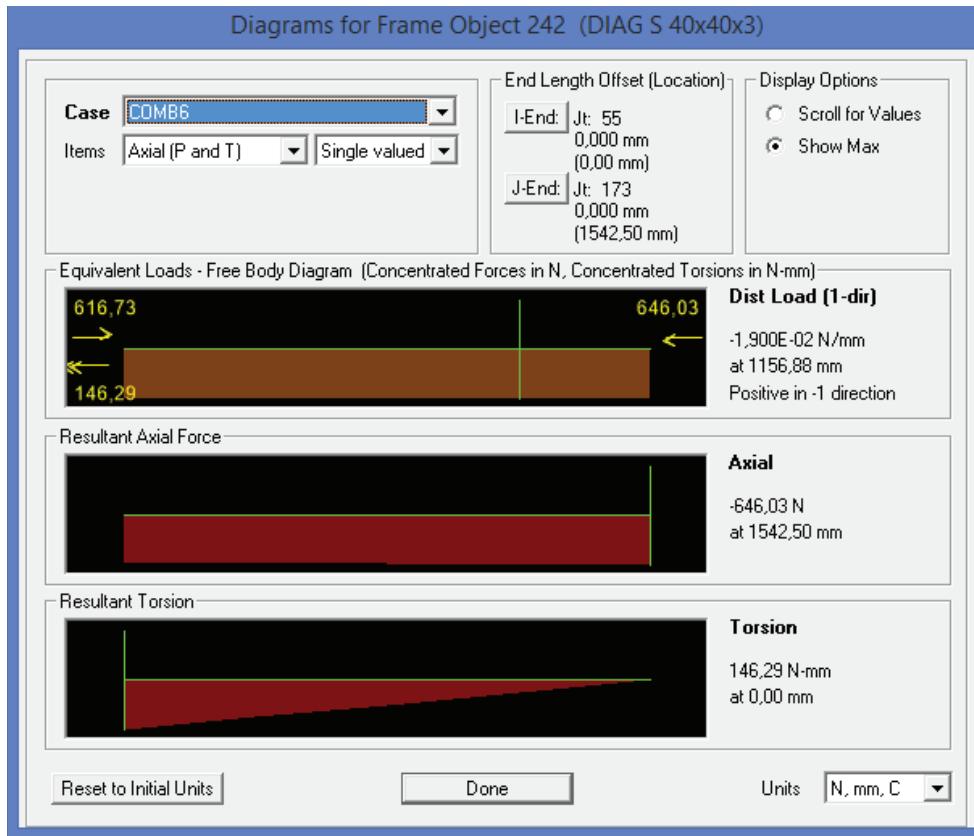 Diagrams for Frame Object 242 (DIAG S 40x40x3)
Case COMB6
Items Axial (P and T) Single valued
End Length Offset (Location)
I-End: Jt: 55
0,000 mm
(0,00 mm)
J-End: Jt: 173
0,000 mm
(1542,50 mm)
Display Options
Scroll for Values
Show Max
Equivalent Loads - Free Body Diagram (Concentrated Forces in N, Concentrated Torsions in N-mm)
616,73
646,03
146,29
Dist Load (1-dir)
-1,900E-02 N/mm
at 1156,88 mm
Positive in -1 direction
Resultant Axial Force
Axial
-646,03 N
at 1542,50 mm
Resultant Torsion
Torsion
146,29 N-mm
at 0,00 mm
Reset to Initial Units
Done
Units N, mm, C